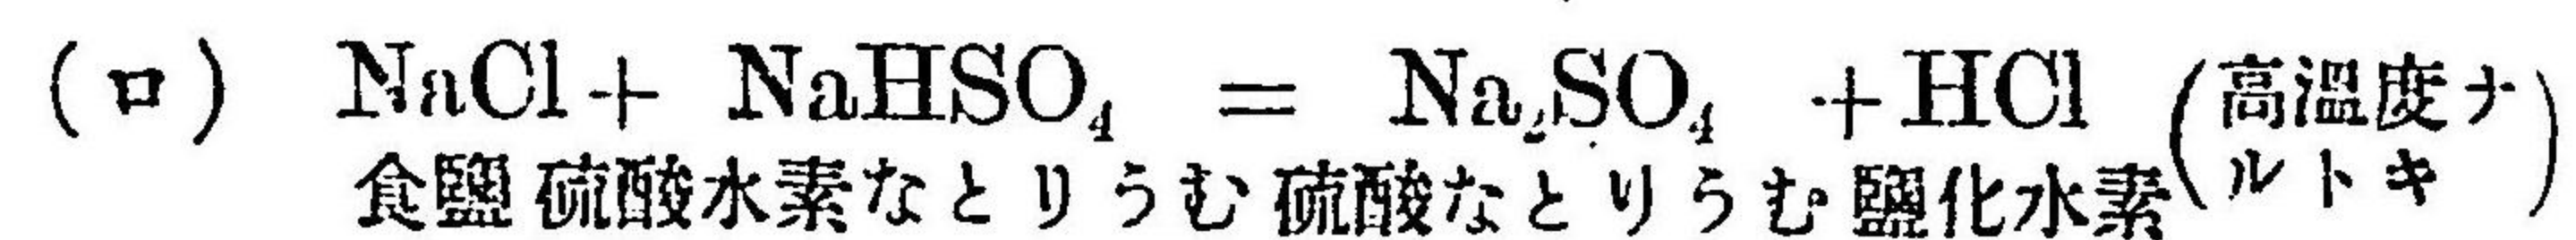 (ロ) NaCl + NaHSO₄ = Na₂SO₄ + HCl (高溫度ナルトキ)
食鹽 硫酸水素なとりうむ 硫酸なとりうむ 鹽化水素